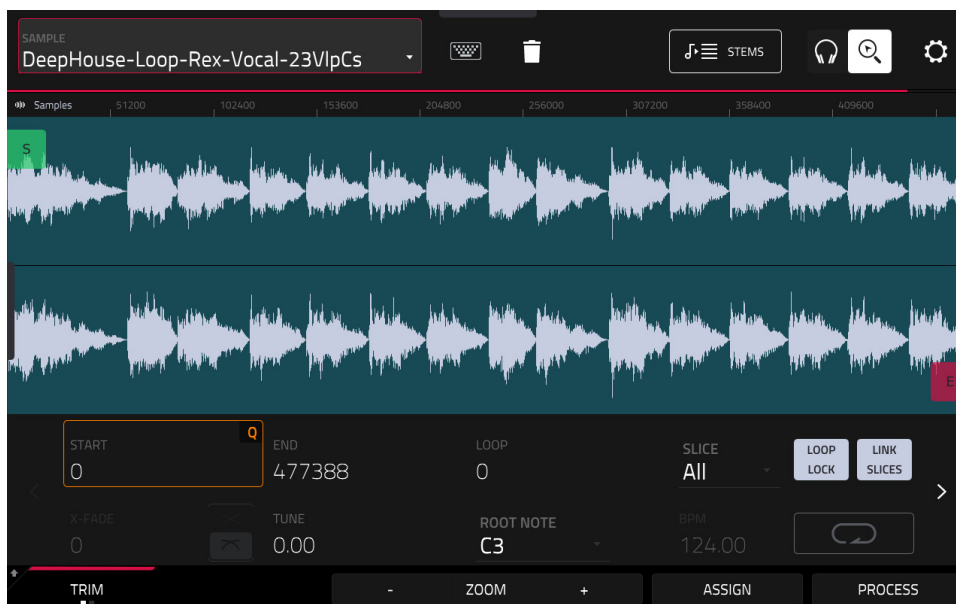 SAMPLE
DeepHouse-Loop-Rex-Vocal-23VlpCs
STEMS
Samples 51200 102400 153600 204800 256000 307200 358400 409600
S
E
START Q END LOOP SLICE LOOP LOCK LINK SLICES
0 477388 0 All
X-FADE TUNE ROOT NOTE BPM
0 0.00 C3 124.00
TRIM - ZOOM + ASSIGN PROCESS